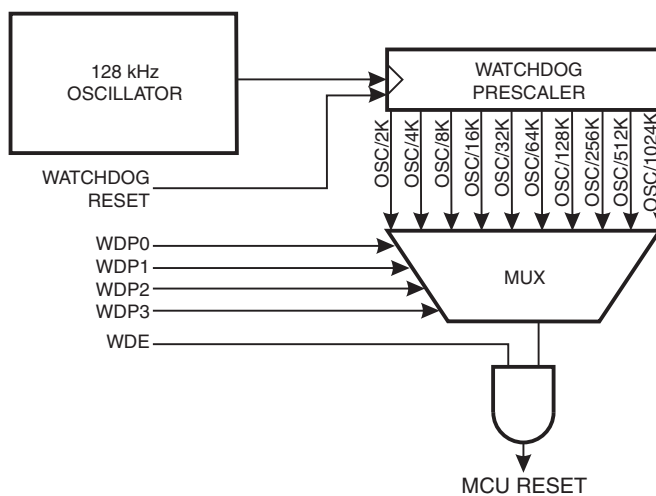 128 kHz
OSCILLATOR
WATCHDOG
PRESCALER
OSC/2K
OSC/4K
OSC/8K
OSC/16K
OSC/32K
OSC/64K
OSC/128K
OSC/256K
OSC/512K
OSC/1024K
WATCHDOG
RESET
WDP0
WDP1
WDP2
WDP3
WDE
MUX
MCU RESET